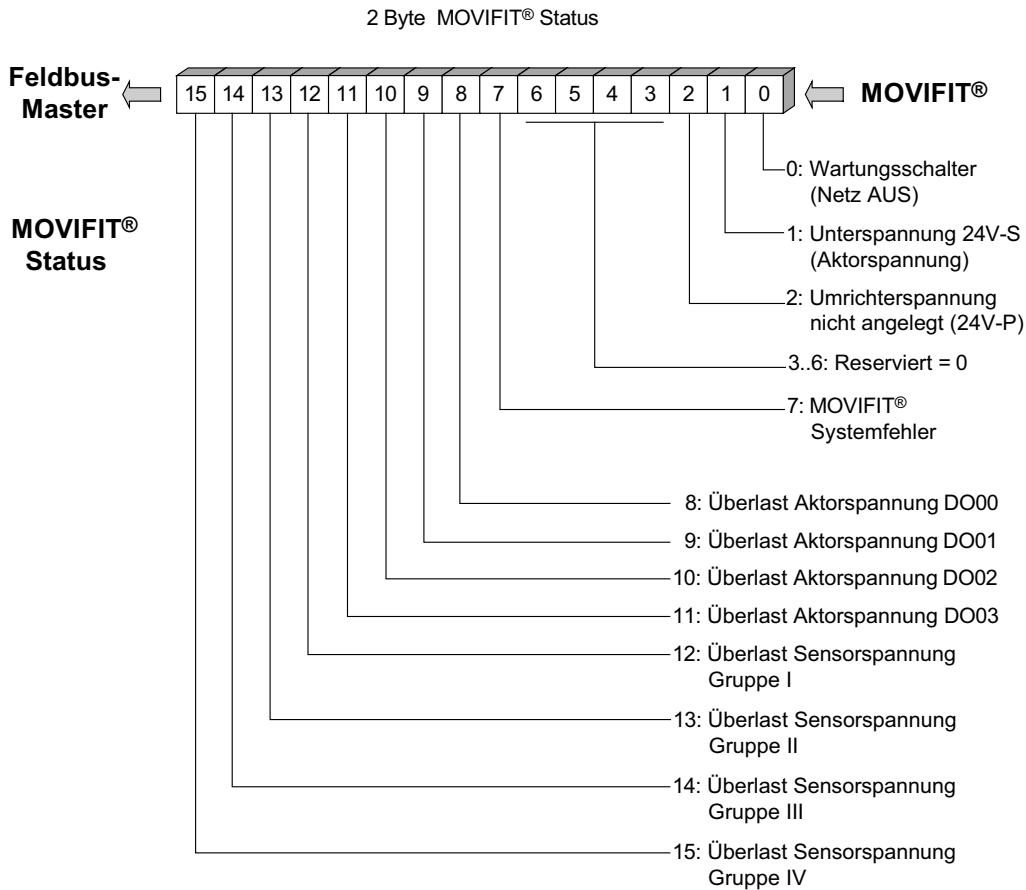 2 Byte MOVIFIT® Status
Feldbus-
Master
15 14 13 12 11 10 9 8 7 6 5 4 3 2 1 0
MOVIFIT®
MOVIFIT®
Status
0: Wartungsschalter
(Netz AUS)
1: Unterspannung 24V-S
(Aktorspannung)
2: Umrichterspannung
nicht angelegt (24V-P)
3..6: Reserviert = 0
7: MOVIFIT®
Systemfehler
8: Überlast Aktorspannung DO00
9: Überlast Aktorspannung DO01
10: Überlast Aktorspannung DO02
11: Überlast Aktorspannung DO03
12: Überlast Sensorspannung
Gruppe I
13: Überlast Sensorspannung
Gruppe II
14: Überlast Sensorspannung
Gruppe III
15: Überlast Sensorspannung
Gruppe IV